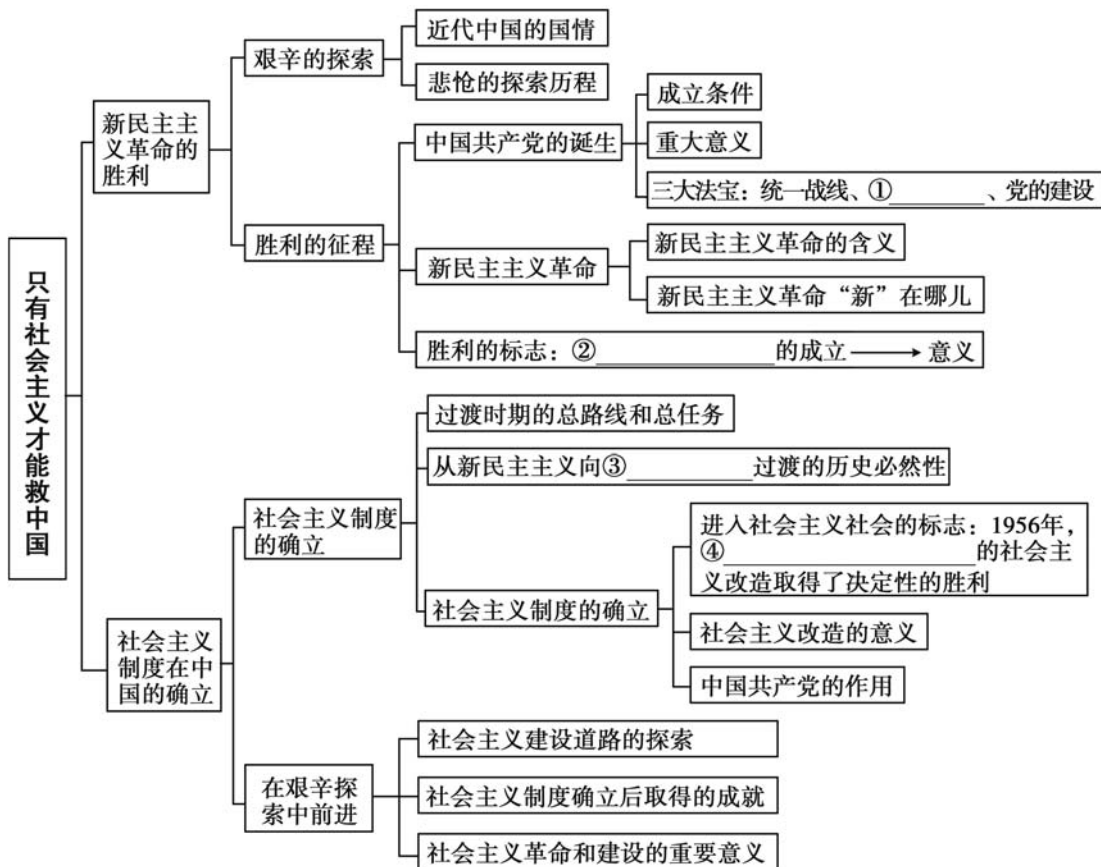 只有社会主义才能救中国
新民主主
义革命的
胜利
艰辛的探索
近代中国的国情
悲怆的探索历程
胜利的征程
中国共产党的诞生
成立条件
重大意义
三大法宝：统一战线、①________、党的建设
新民主主义革命
新民主主义革命的含义
新民主主义革命“新”在哪儿
胜利的标志：②____________的成立
意义
社会主义
制度在中
国的确立
社会主义制度
的确立
过渡时期的总路线和总任务
从新民主主义向③________过渡的历史必然性
社会主义制度的确立
进入社会主义社会的标志：1956年，
④________________的社会主
义改造取得了决定性的胜利
社会主义改造的意义
中国共产党的作用
在艰辛探
索中前进
社会主义建设道路的探索
社会主义制度确立后取得的成就
社会主义革命和建设的重要意义